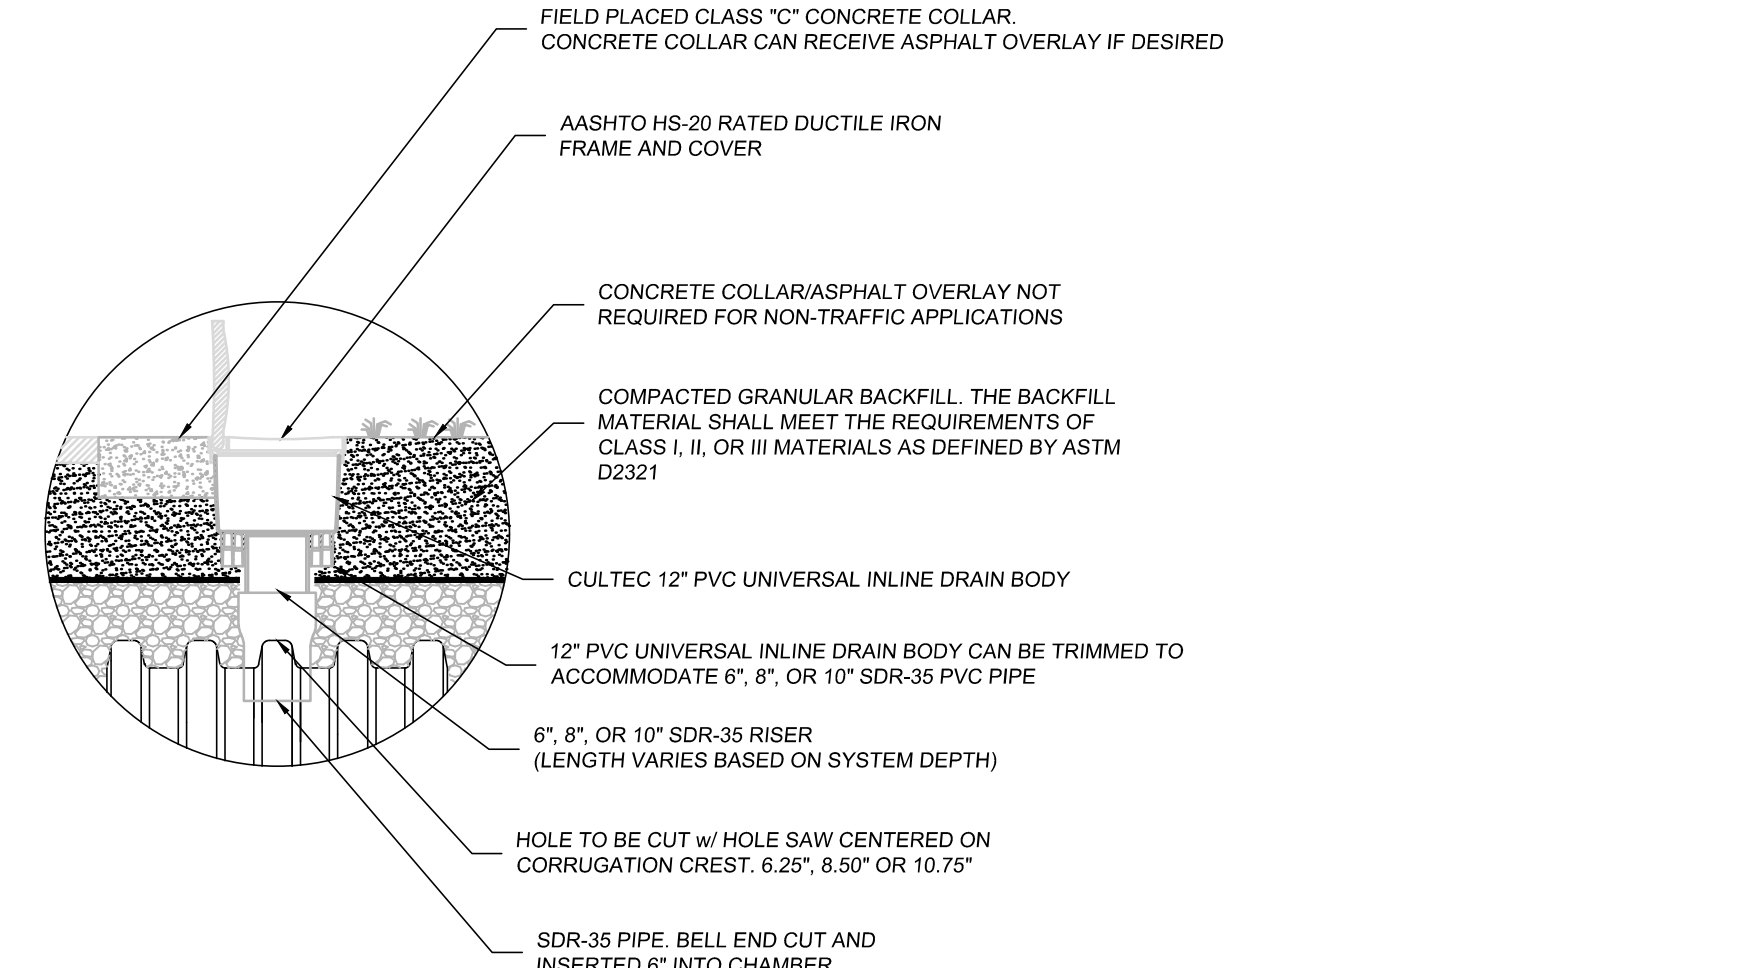 FIELD PLACED CLASS "C" CONCRETE COLLAR.
CONCRETE COLLAR CAN RECEIVE ASPHALT OVERLAY IF DESIRED
AASHTO HS-20 RATED DUCTILE IRON
FRAME AND COVER
CONCRETE COLLAR/ASPHALT OVERLAY NOT
REQUIRED FOR NON-TRAFFIC APPLICATIONS
COMPACTED GRANULAR BACKFILL. THE BACKFILL
MATERIAL SHALL MEET THE REQUIREMENTS OF
CLASS I, II, OR III MATERIALS AS DEFINED BY ASTM
D2321
CULTEC 12" PVC UNIVERSAL INLINE DRAIN BODY
12" PVC UNIVERSAL INLINE DRAIN BODY CAN BE TRIMMED TO
ACCOMMODATE 6", 8", OR 10" SDR-35 PVC PIPE
6", 8", OR 10" SDR-35 RISER
(LENGTH VARIES BASED ON SYSTEM DEPTH)
HOLE TO BE CUT w/ HOLE SAW CENTERED ON
CORRUGATION CREST. 6.25", 8.50" OR 10.75"
SDR-35 PIPE. BELL END CUT AND
INSERTED 6" INTO CHAMBER